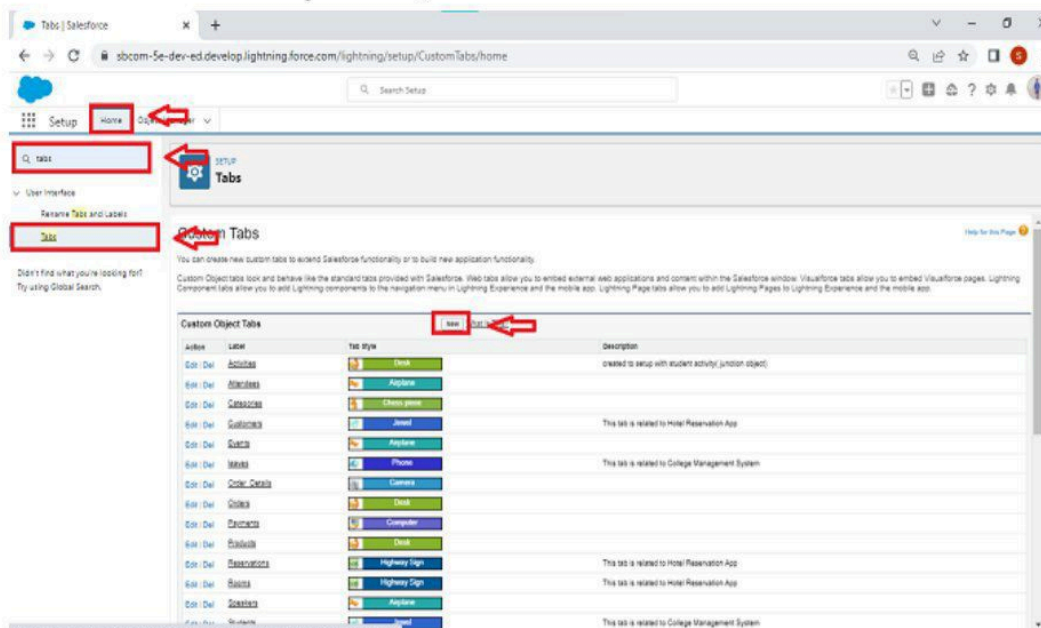 Tabs | Salesforce
sbcom-5e-dev-ed.develop.lightning.force.com/lightning/setup/CustomTabs/home
S
Search Setup
Setup Home
tabs
SETUP
Tabs
User Interface
Rename Tabs and Labels
Tabs
Didn't find what you're looking for?
Try using Global Search.
Custom Tabs
Help for this Page
You can create new custom tabs to extend Salesforce functionality or to build new application functionality.
Custom Object tabs look and behave like the standard tabs provided with Salesforce. Web tabs allow you to embed external web applications and content within the Salesforce window. Visualforce tabs allow you to embed Visualforce pages. Lightning
Component tabs allow you to add Lightning components to the navigation menu in Lightning Experience and the mobile app. Lightning Page tabs allow you to add Lightning Pages to Lightning Experience and the mobile app.
Custom Object Tabs New What Is
Action Label Tab Style Description
Edit | Del Activities Desk created to setup with student activity( junction object)
Edit | Del Attendees Airplane
Edit | Del Categories Chess piece
Edit | Del Customers Jewel This tab is related to Hotel Reservation App
Edit | Del Events Airplane
Edit | Del leaves Phone This tab is related to College Management System
Edit | Del Order Details Camera
Edit | Del Orders Desk
Edit | Del Payments Computer
Edit | Del Products Desk
Edit | Del Reservations Highway Sign This tab is related to Hotel Reservation App
Edit | Del Rooms Highway Sign This tab is related to Hotel Reservation App
Edit | Del Speakers Airplane
Edit | Del Students Jewel This tab is related to College Management System